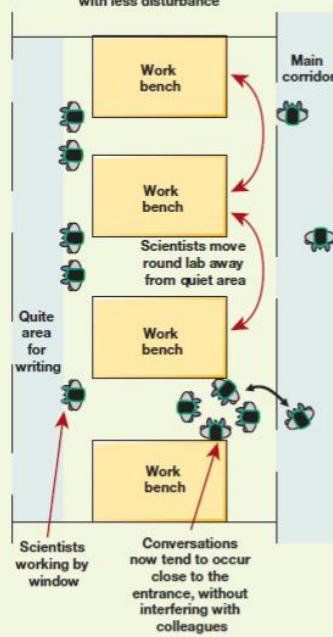 with less disturbance
Work
bench
Main
corridor
Work
bench
Scientists move
round lab away
from quiet area
Quite
area
for
writing
Work
bench
Work
bench
Scientists
working by
window
Conversations
now tend to occur
close to the
entrance, without
interfering with
colleagues